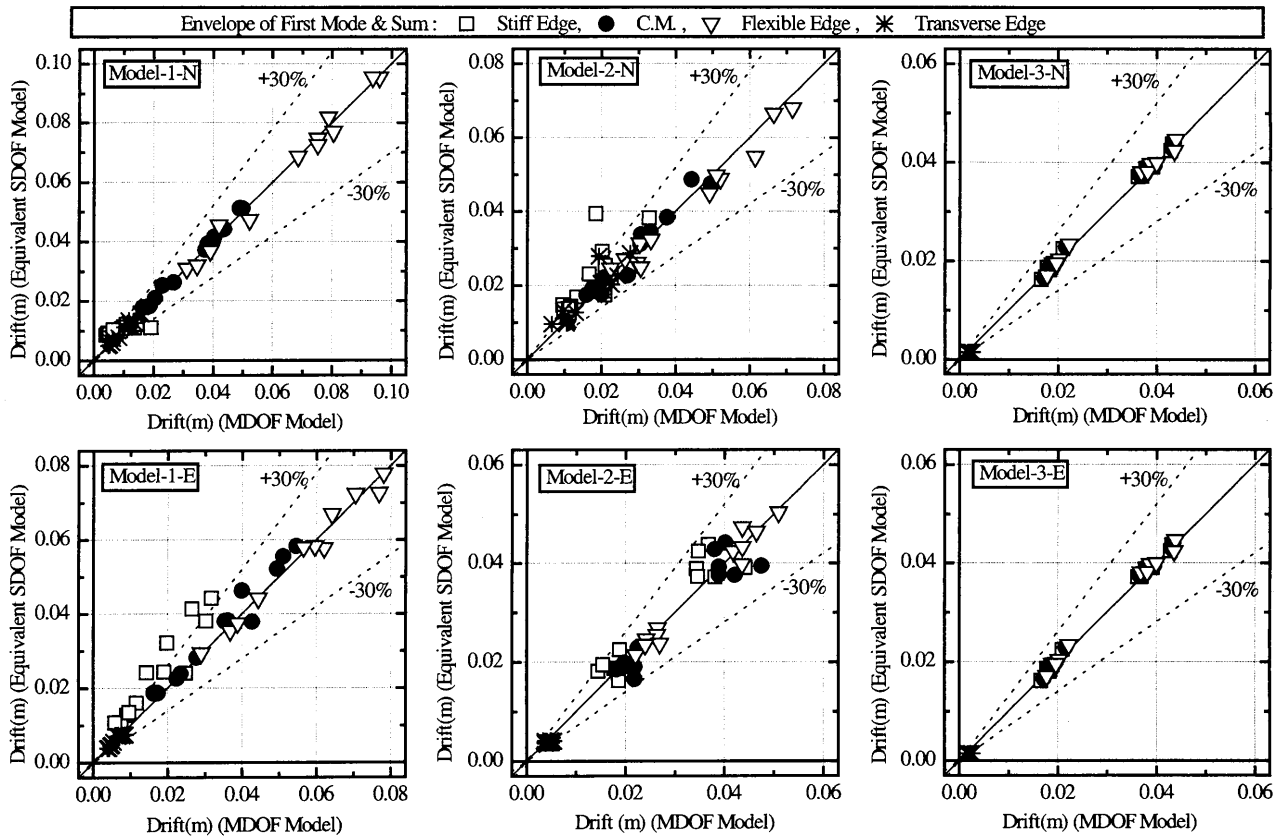 Envelope of First Mode & Sum : Stiff Edge, C.M. , Flexible Edge , Transverse Edge
Drift(m) (Equivalent SDOF Model)
0.10
0.08
0.06
0.04
0.02
0.00
Model-1-N
+30%
-30%
0.00 0.02 0.04 0.06 0.08 0.10
Drift(m) (MDOF Model)
Drift(m) (Equivalent SDOF Model)
0.08
0.06
0.04
0.02
0.00
Model-2-N
+30%
-30%
0.00 0.02 0.04 0.06 0.08
Drift(m) (MDOF Model)
Drift(m) (Equivalent SDOF Model)
0.06
0.04
0.02
0.00
Model-3-N
+30%
-30%
0.00 0.02 0.04 0.06
Drift(m) (MDOF Model)
Drift(m) (Equivalent SDOF Model)
0.08
0.06
0.04
0.02
0.00
Model-1-E
+30%
-30%
0.00 0.02 0.04 0.06 0.08
Drift(m) (MDOF Model)
Drift(m) (Equivalent SDOF Model)
0.06
0.04
0.02
0.00
Model-2-E
+30%
-30%
0.00 0.02 0.04 0.06
Drift (m) (MDOF Model)
Drift(m) (Equivalent SDOF Model)
0.06
0.04
0.02
0.00
Model-3-E
+30%
-30%
0.00 0.02 0.04 0.06
Drift(m) (MDOF Model)